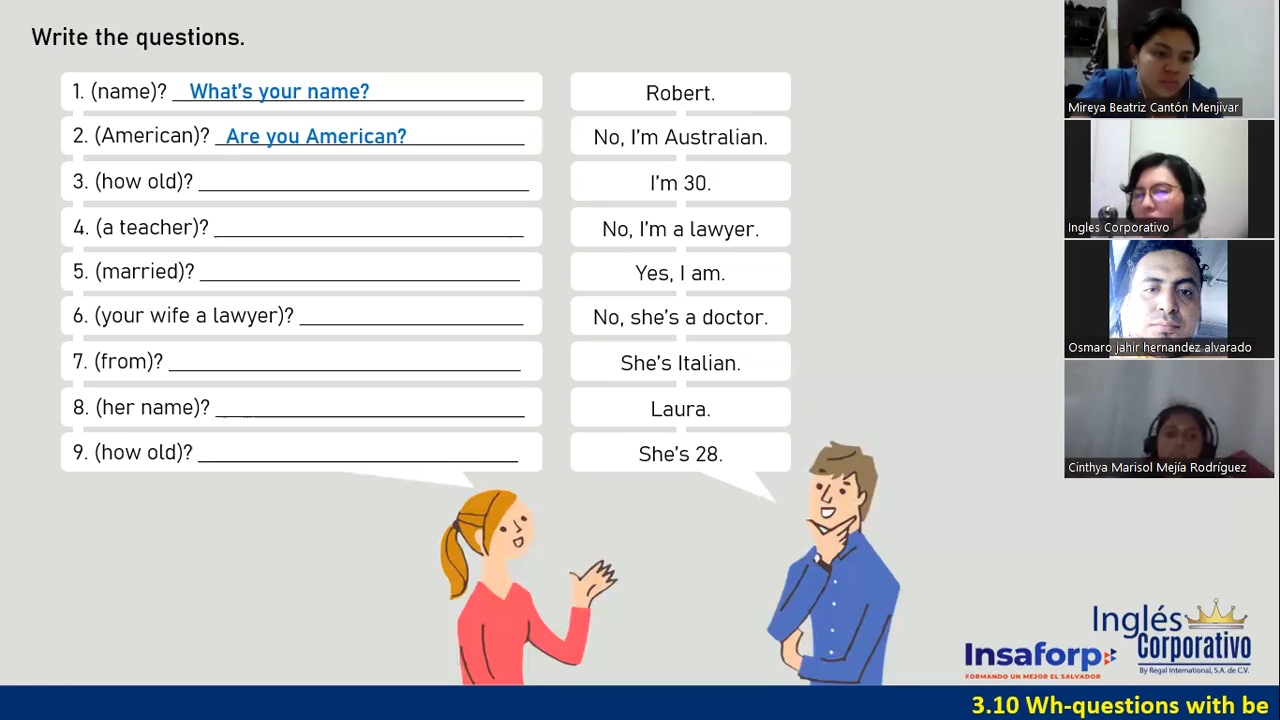 Write the questions.
1. (name)? What's your name?
Robert.
2. (American)? Are you American?
No, I'm Australian.
3. (how old)?
I'm 30.
4. (a teacher)?
No, I'm a lawyer.
5. (married)?
Yes, I am.
6. (your wife a lawyer)?
No, she's a doctor.
7. (from)?
She's Italian.
8. (her name)?
Laura.
9. (how old)?
She's 28.
Mireya Beatriz Cantón Menjivar
Ingles Corporativo
Osmaro jahir hernandez alvarado
Cinthya Marisol Mejía Rodríguez
Insaforp
FORMANDO UN MEJOR EL SALVADOR
Inglés
Corporativo
By Regal International, S.A. de C.V.
3.10 Wh-questions with be